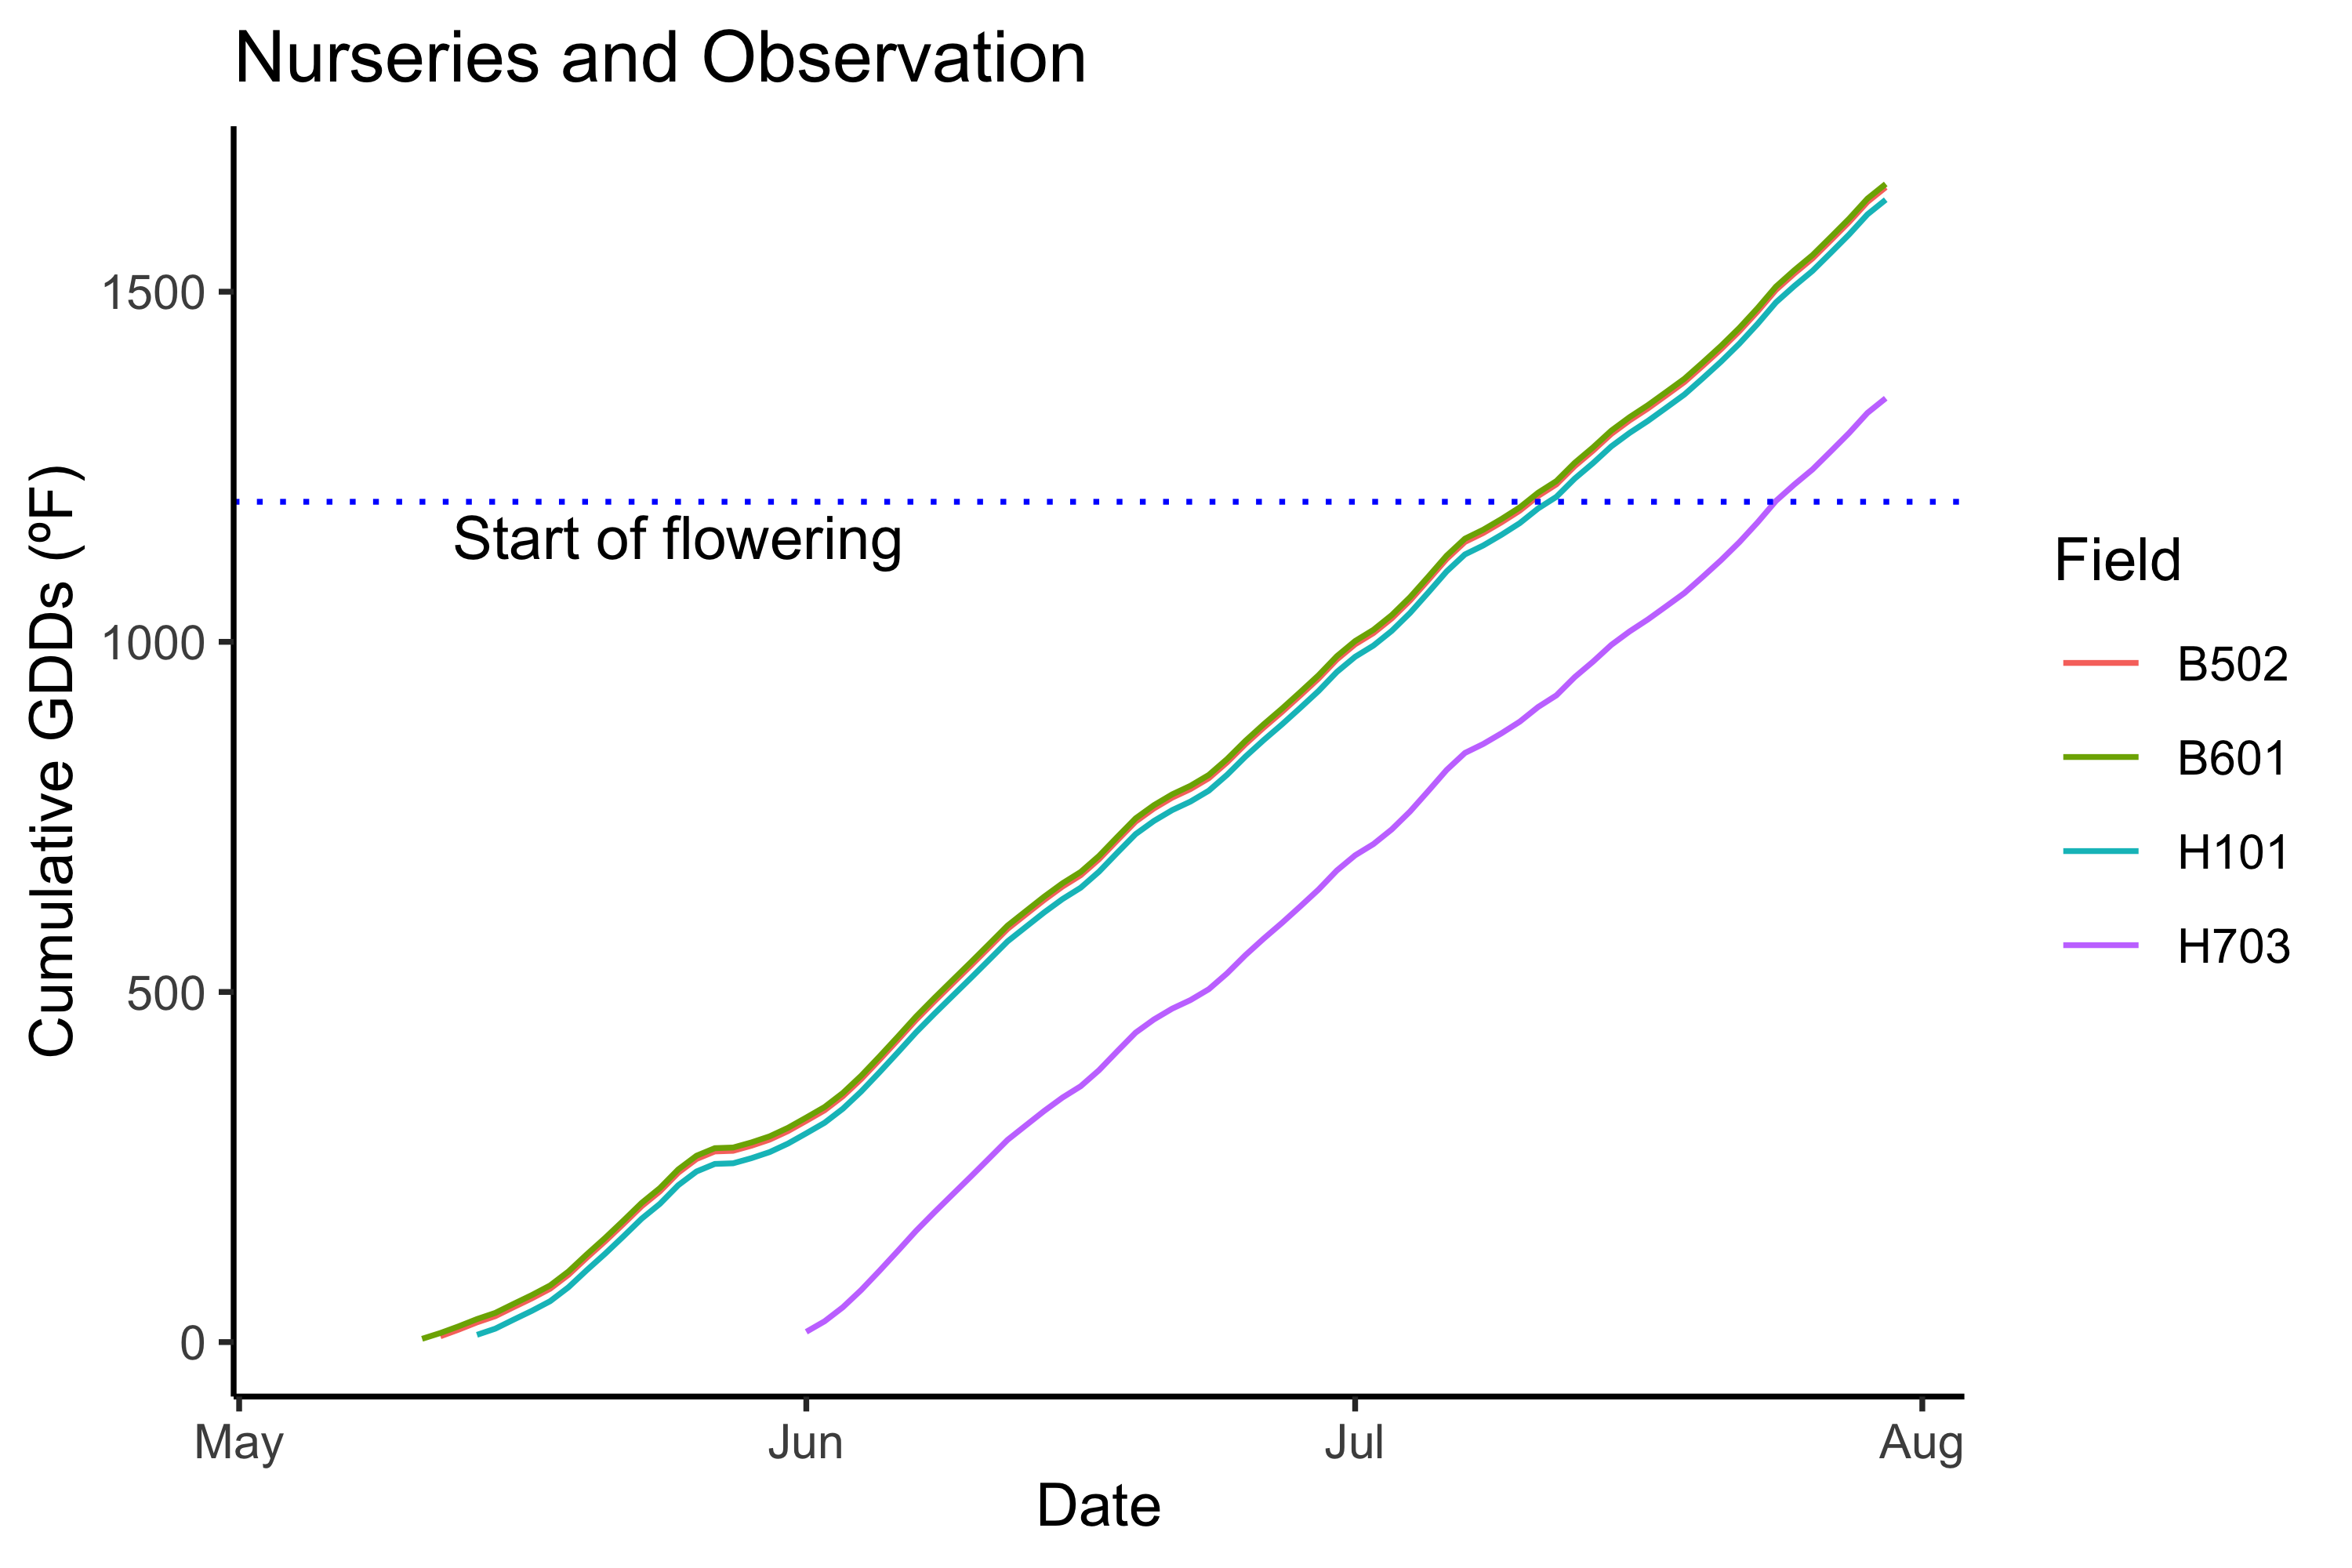 Nurseries and Observation
Cumulative GDDs (ºF)
1500
1000
500
0
Start of flowering
May
Jun
Jul
Aug
Date
Field
B502
B601
H101
H703